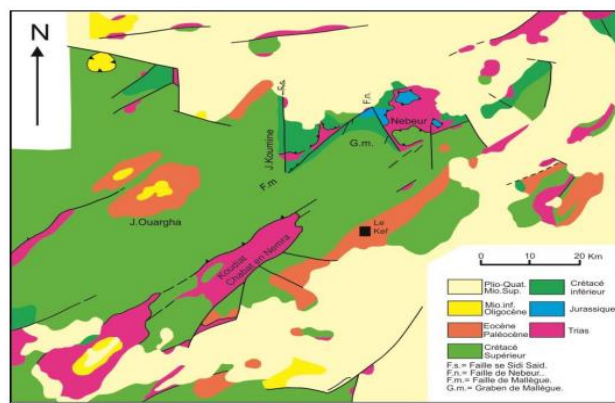 N
F.s.
F.n.
J.Koumine
Nebeur
G.m.
F.m
J.Ouargha
Le
Kef
Koudiat
Chabat en Nemira
0 10 20 Km
Plio-Quat.
Mio.Sup.
Mio.inf.
Oligocène
Eocène
Paléocène
Crétacé
Supérieur
Crétacé
inférieur
Jurassique
Trias
F.s.= Faille se Sidi Said.
F.n.= Faille de Nebeur..
F.m.= Faille de Mallègue.
G.m.= Graben de Mallègue.